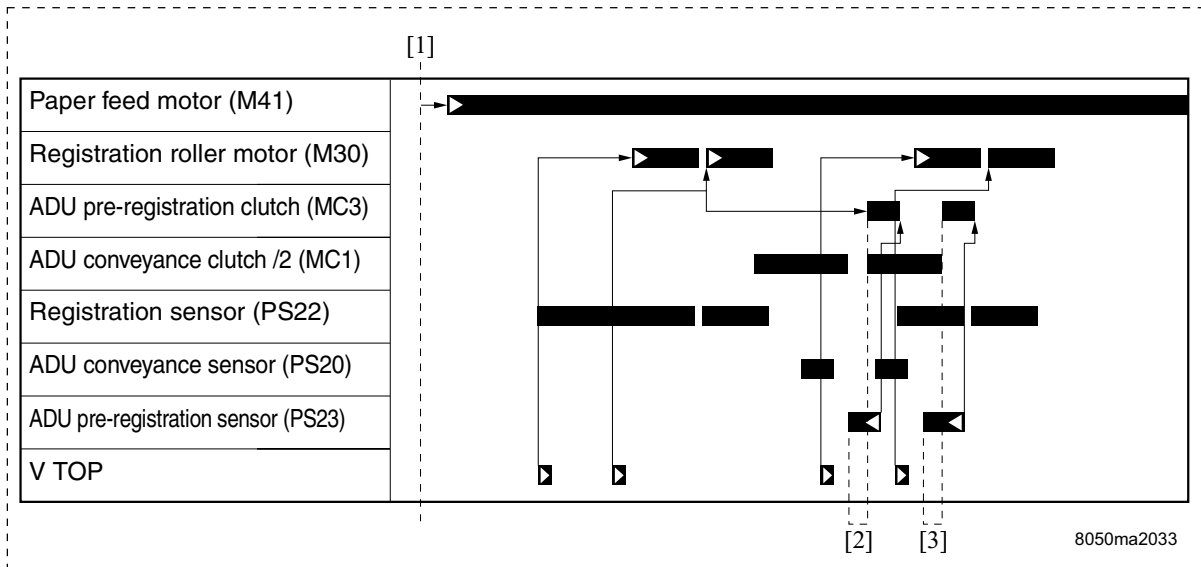 [1]
Paper feed motor (M41)
Registration roller motor (M30)
ADU pre-registration clutch (MC3)
ADU conveyance clutch /2 (MC1)
Registration sensor (PS22)
ADU conveyance sensor (PS20)
ADU pre-registration sensor (PS23)
V TOP
[2] [3]
8050ma2033